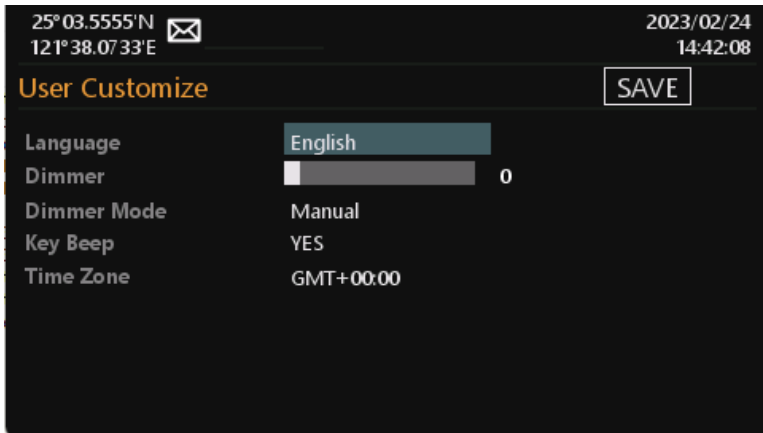 25°03.5555'N
121°38.0733'E
2023/02/24
14:42:08
User Customize SAVE
Language English
Dimmer 0
Dimmer Mode Manual
Key Beep YES
Time Zone GMT+00:00